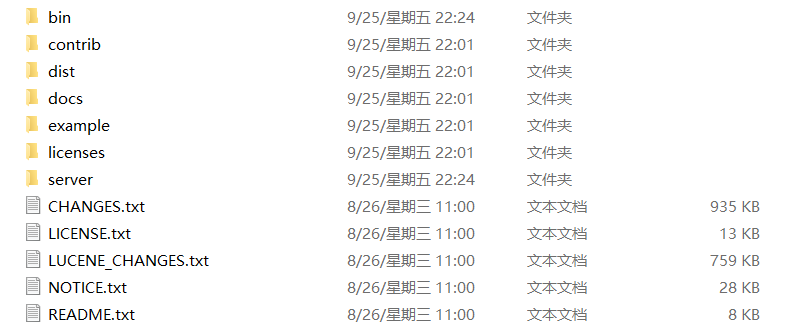 bin 9/25/星期五 22:24 文件夹
contrib 9/25/星期五 22:01 文件夹
dist 9/25/星期五 22:01 文件夹
docs 9/25/星期五 22:01 文件夹
example 9/25/星期五 22:01 文件夹
licenses 9/25/星期五 22:01 文件夹
server 9/25/星期五 22:24 文件夹
CHANGES.txt 8/26/星期三 11:00 文本文档 935 KB
LICENSE.txt 8/26/星期三 11:00 文本文档 13 KB
LUCENE_CHANGES.txt 8/26/星期三 11:00 文本文档 759 KB
NOTICE.txt 8/26/星期三 11:00 文本文档 28 KB
README.txt 8/26/星期三 11:00 文本文档 8 KB